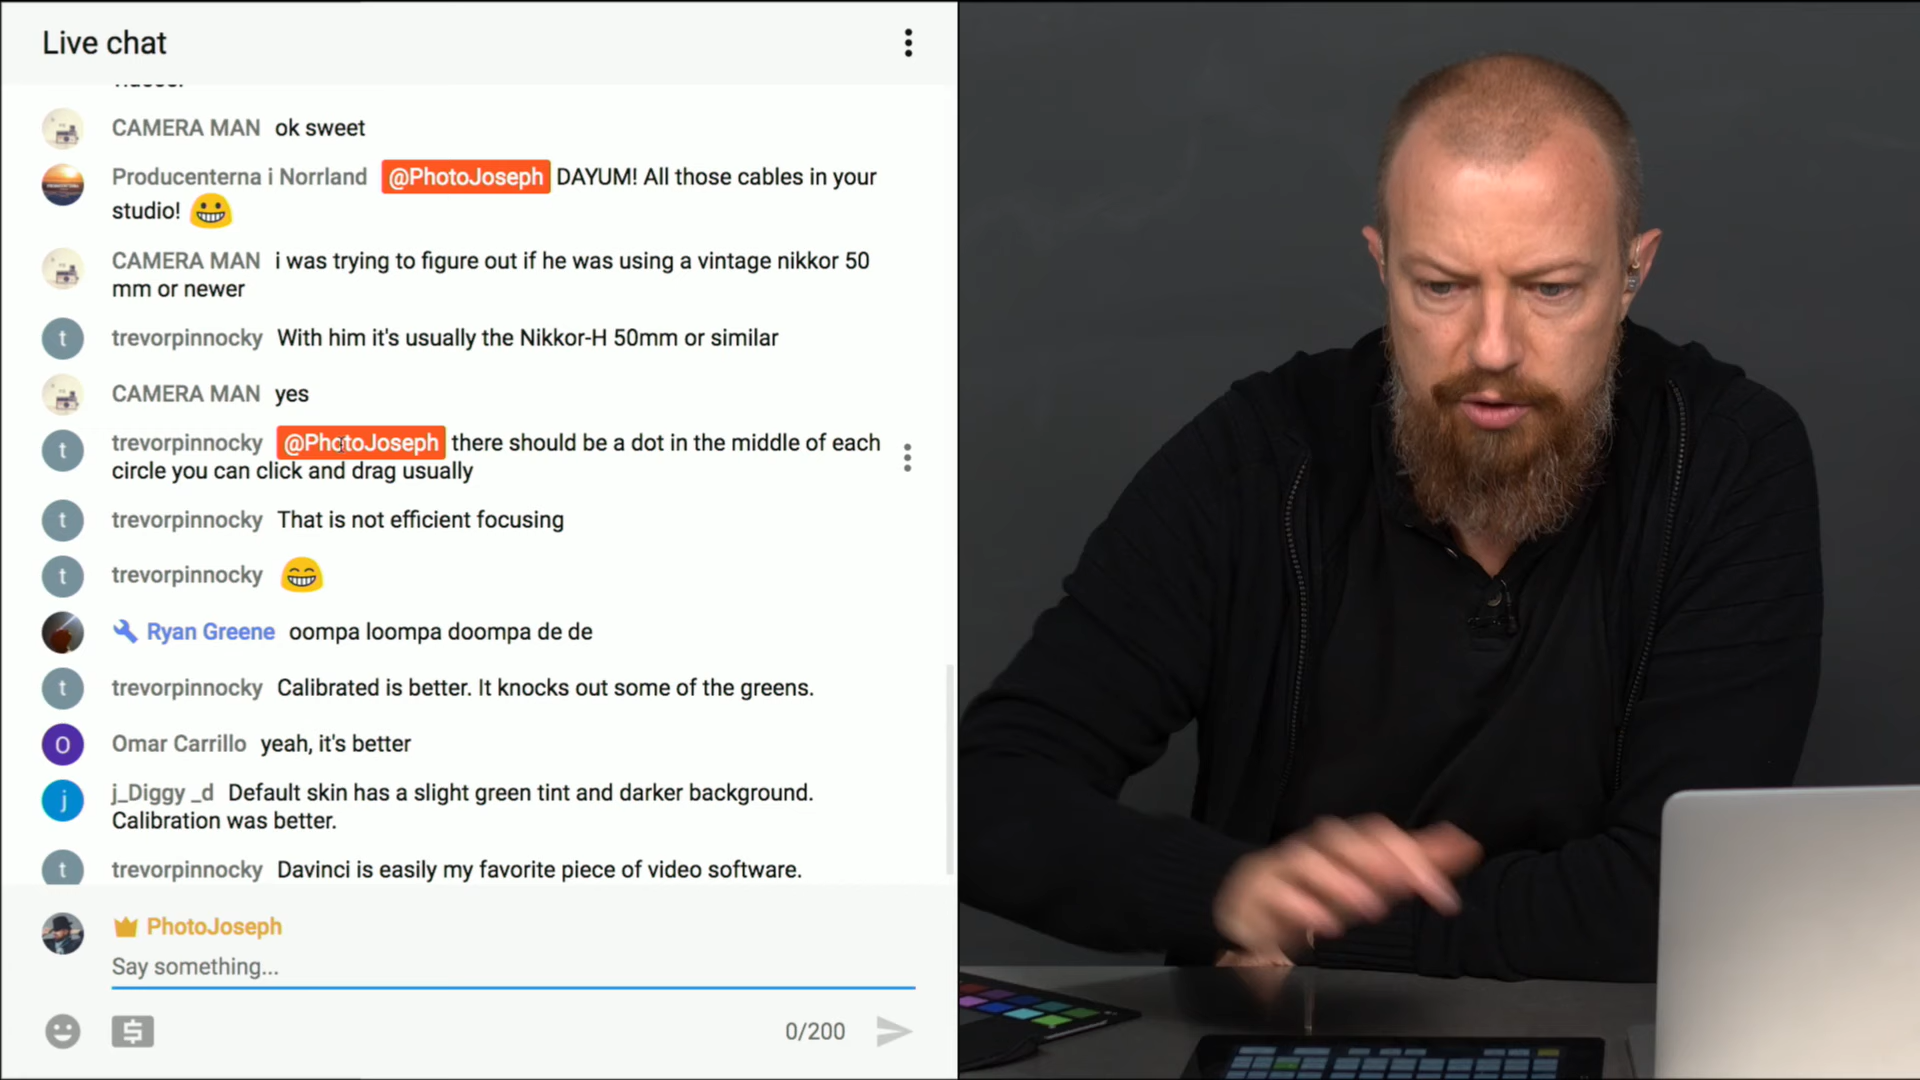 Live chat
CAMERA MAN ok sweet
Producenterna i Norrland @PhotoJoseph DAYUM! All those cables in your
studio!
CAMERA MAN i was trying to figure out if he was using a vintage nikkor 50
mm or newer
t trevorpinnocky With him it's usually the Nikkor-H 50mm or similar
CAMERA MAN yes
t trevorpinnocky @PhotoJoseph there should be a dot in the middle of each
circle you can click and drag usually
t trevorpinnocky That is not efficient focusing
t trevorpinnocky
Ryan Greene oompa loompa doompa de de
t trevorpinnocky Calibrated is better. It knocks out some of the greens.
O Omar Carrillo yeah, it's better
j j_Diggy _d Default skin has a slight green tint and darker background.
Calibration was better.
t trevorpinnocky Davinci is easily my favorite piece of video software.
PhotoJoseph
Say something...
$ 0/200